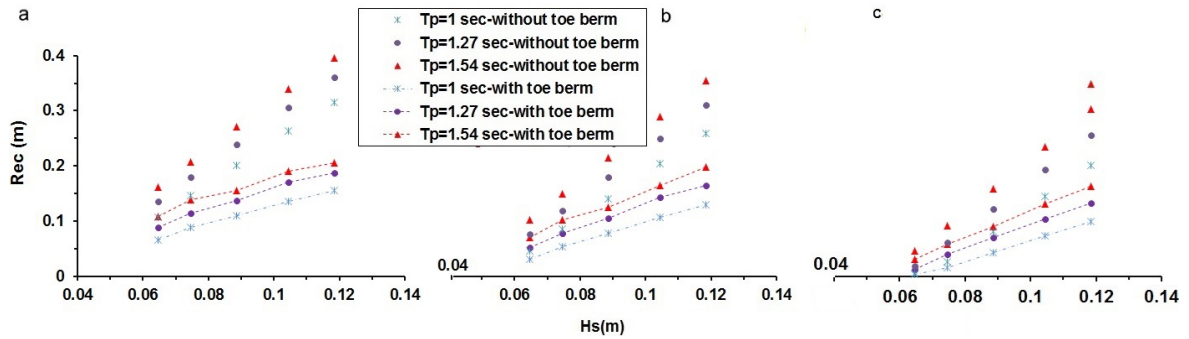 a
b
c
Tp=1 sec-without toe berm
Tp=1.27 sec-without toe berm
Tp=1.54 sec-without toe berm
Tp=1 sec-with toe berm
Tp=1.27 sec-with toe berm
Tp=1.54 sec-with toe berm
Rec (m)
0.4
0.3
0.2
0.1
0
0.04 0.06 0.08 0.1 0.12 0.14
0.04 0.06 0.08 0.1 0.12 0.14
0.04 0.06 0.08 0.1 0.12 0.14
Hs(m)